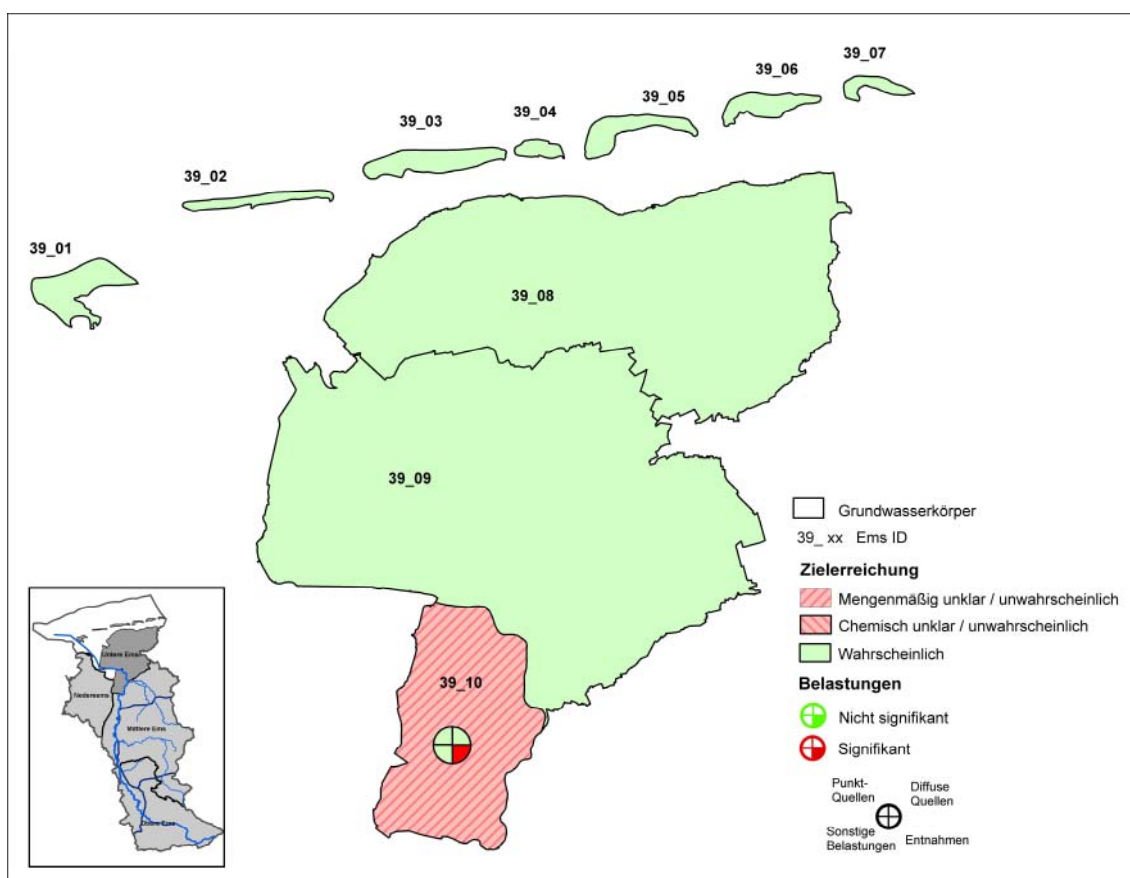 39_07
39_06
39_05
39_04
39_03
39_02
39_01
39_08
39_09
39_10
Grundwasserkörper
39_ xx Ems ID
Zielerreichung
Mengenmäßig unklar / unwahrscheinlich
Chemisch unklar / unwahrscheinlich
Wahrscheinlich
Belastungen
Nicht signifikant
Signifikant
Punkt-
Quellen
Diffuse
Quellen
Sonstige
Belastungen
Entnahmen
Untere Ems
Nedereems
Mittlere Ems
Obere Ems